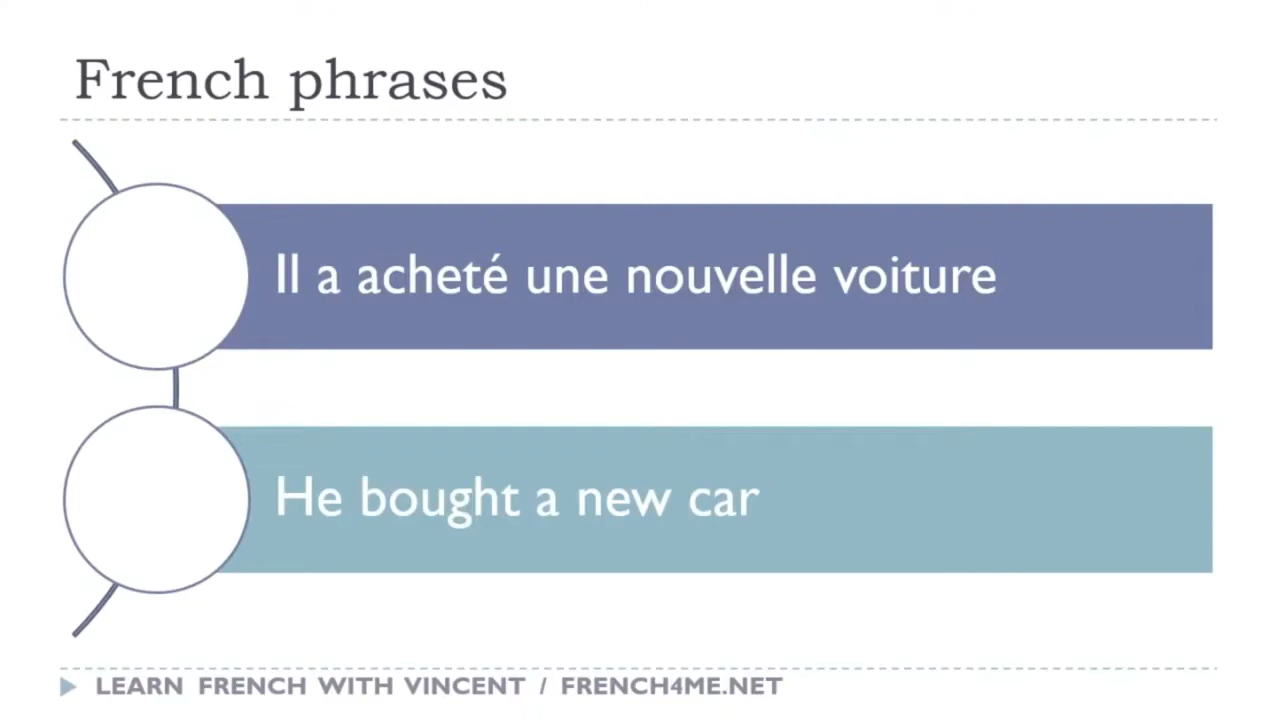 French phrases
Il a acheté une nouvelle voiture
He bought a new car
LEARN FRENCH WITH VINCENT / FRENCH4ME.NET